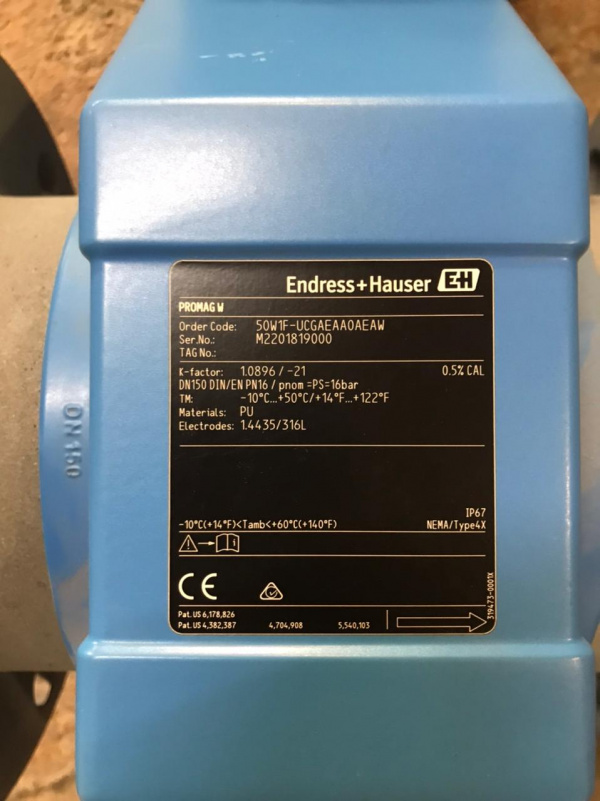 Endress+Hauser EH
PROMAG W
Order Code: 50W1F-UCGAEAA0AEAW
Ser.No.: M2201819000
TAG No.:
K-factor: 1.0896 / -21 0.5% CAL
DN150 DIN/EN PN16 / pnom =PS=16bar
TM: -10°C...+50°C/+14°F...+122°F
Materials: PU
Electrodes: 1.4435/316L
IP67
-10°C(+14°F)<Tamb<+60°C(+140°F) NEMA/Type4X
i
CE
Pat. US 6,178,826
Pat. US 4,382,387 4,704,908 5,540,103
319473-0001X
DN 150